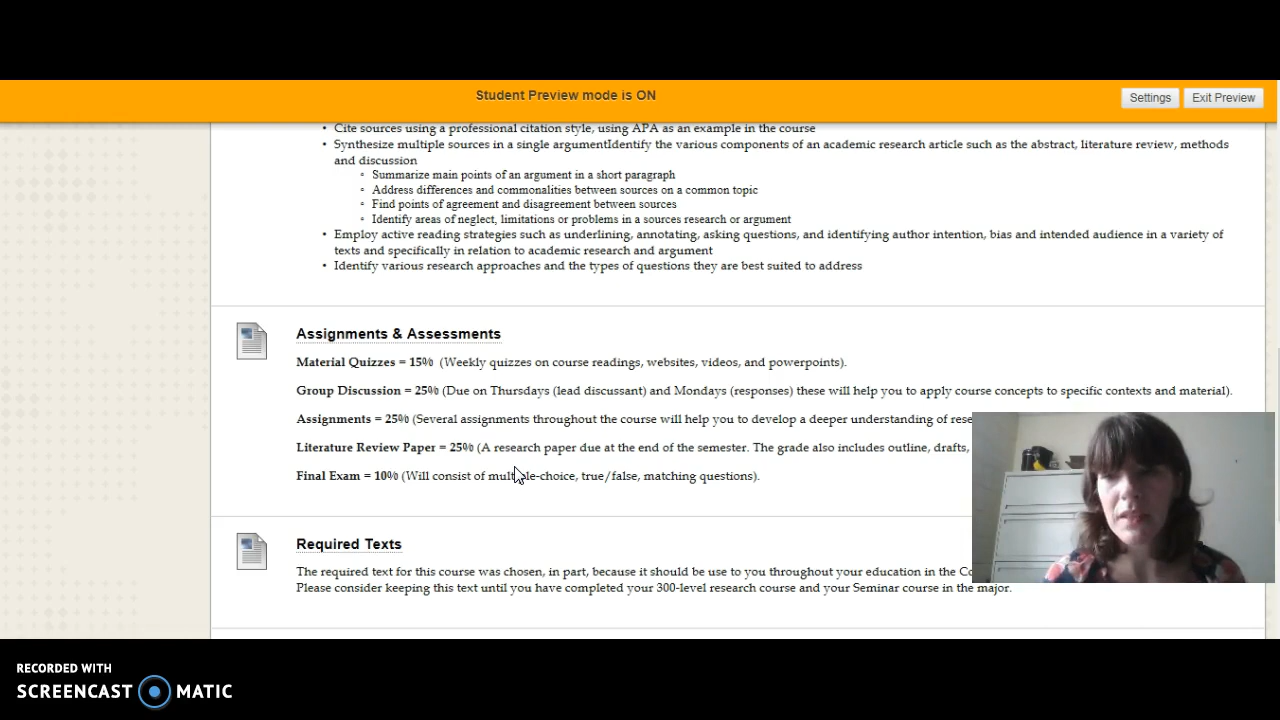 Student Preview mode is ON
Settings
Exit Preview
• Cite sources using a professional citation style, using APA as an example in the course
• Synthesize multiple sources in a single argumentIdentify the various components of an academic research article such as the abstract, literature review, methods
and discussion
◦ Summarize main points of an argument in a short paragraph
◦ Address differences and commonalities between sources on a common topic
◦ Find points of agreement and disagreement between sources
◦ Identify areas of neglect, limitations or problems in a sources research or argument
• Employ active reading strategies such as underlining, annotating, asking questions, and identifying author intention, bias and intended audience in a variety of
texts and specifically in relation to academic research and argument
• Identify various research approaches and the types of questions they are best suited to address
Assignments & Assessments
Material Quizzes = 15% (Weekly quizzes on course readings, websites, videos, and powerpoints).
Group Discussion = 25% (Due on Thursdays (lead discussant) and Mondays (responses) these will help you to apply course concepts to specific contexts and material).
Assignments = 25% (Several assignments throughout the course will help you to develop a deeper understanding of
Literature Review Paper = 25% (A research paper due at the end of the semester. The grade also includes outline, drafts,
Final Exam = 10% (Will consist of multiple-choice, true/false, matching questions).
Required Texts
The required text for this course was chosen, in part, because it should be use to you throughout your education in the
Please consider keeping this text until you have completed your 300-level research course and your Seminar course in the major.
RECORDED WITH
SCREENCAST MATIC